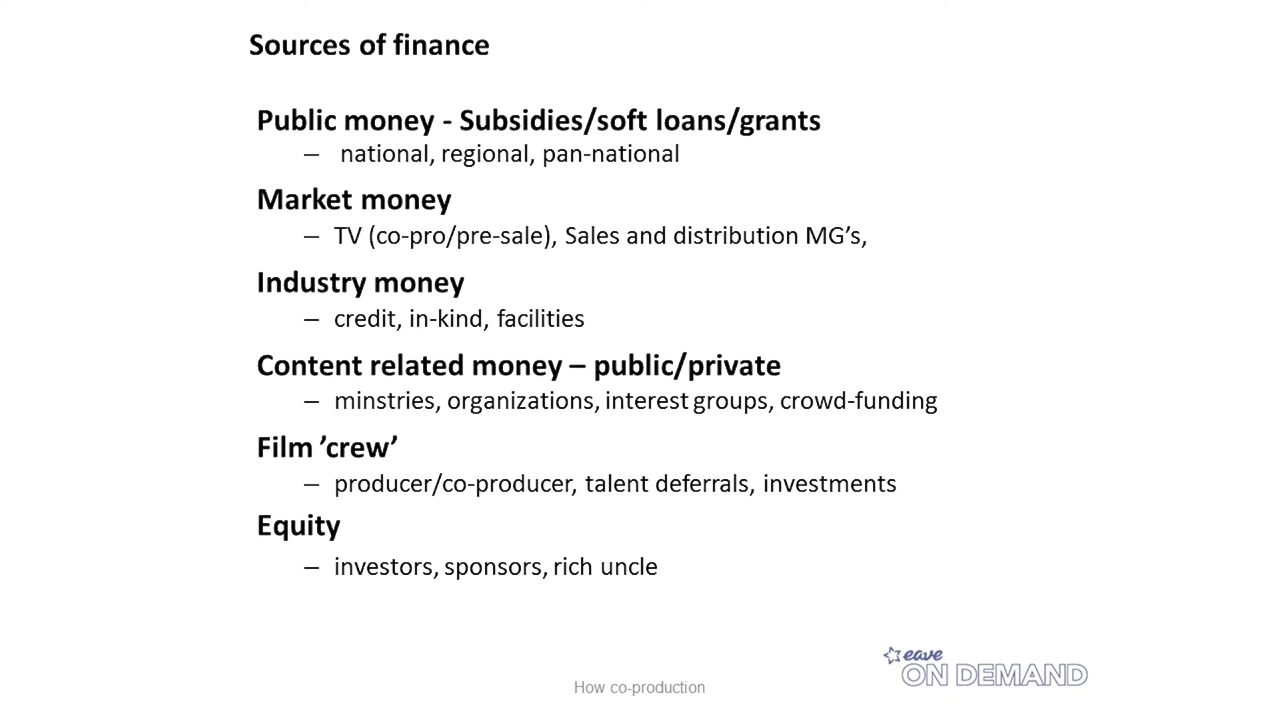 Sources of finance
Public money - Subsidies/soft loans/grants
– national, regional, pan-national
Market money
– TV (co-pro/pre-sale), Sales and distribution MG’s,
Industry money
– credit, in-kind, facilities
Content related money – public/private
– minstries, organizations, interest groups, crowd-funding
Film ’crew’
– producer/co-producer, talent deferrals, investments
Equity
– investors, sponsors, rich uncle
eave
ON DEMAND
How co-production